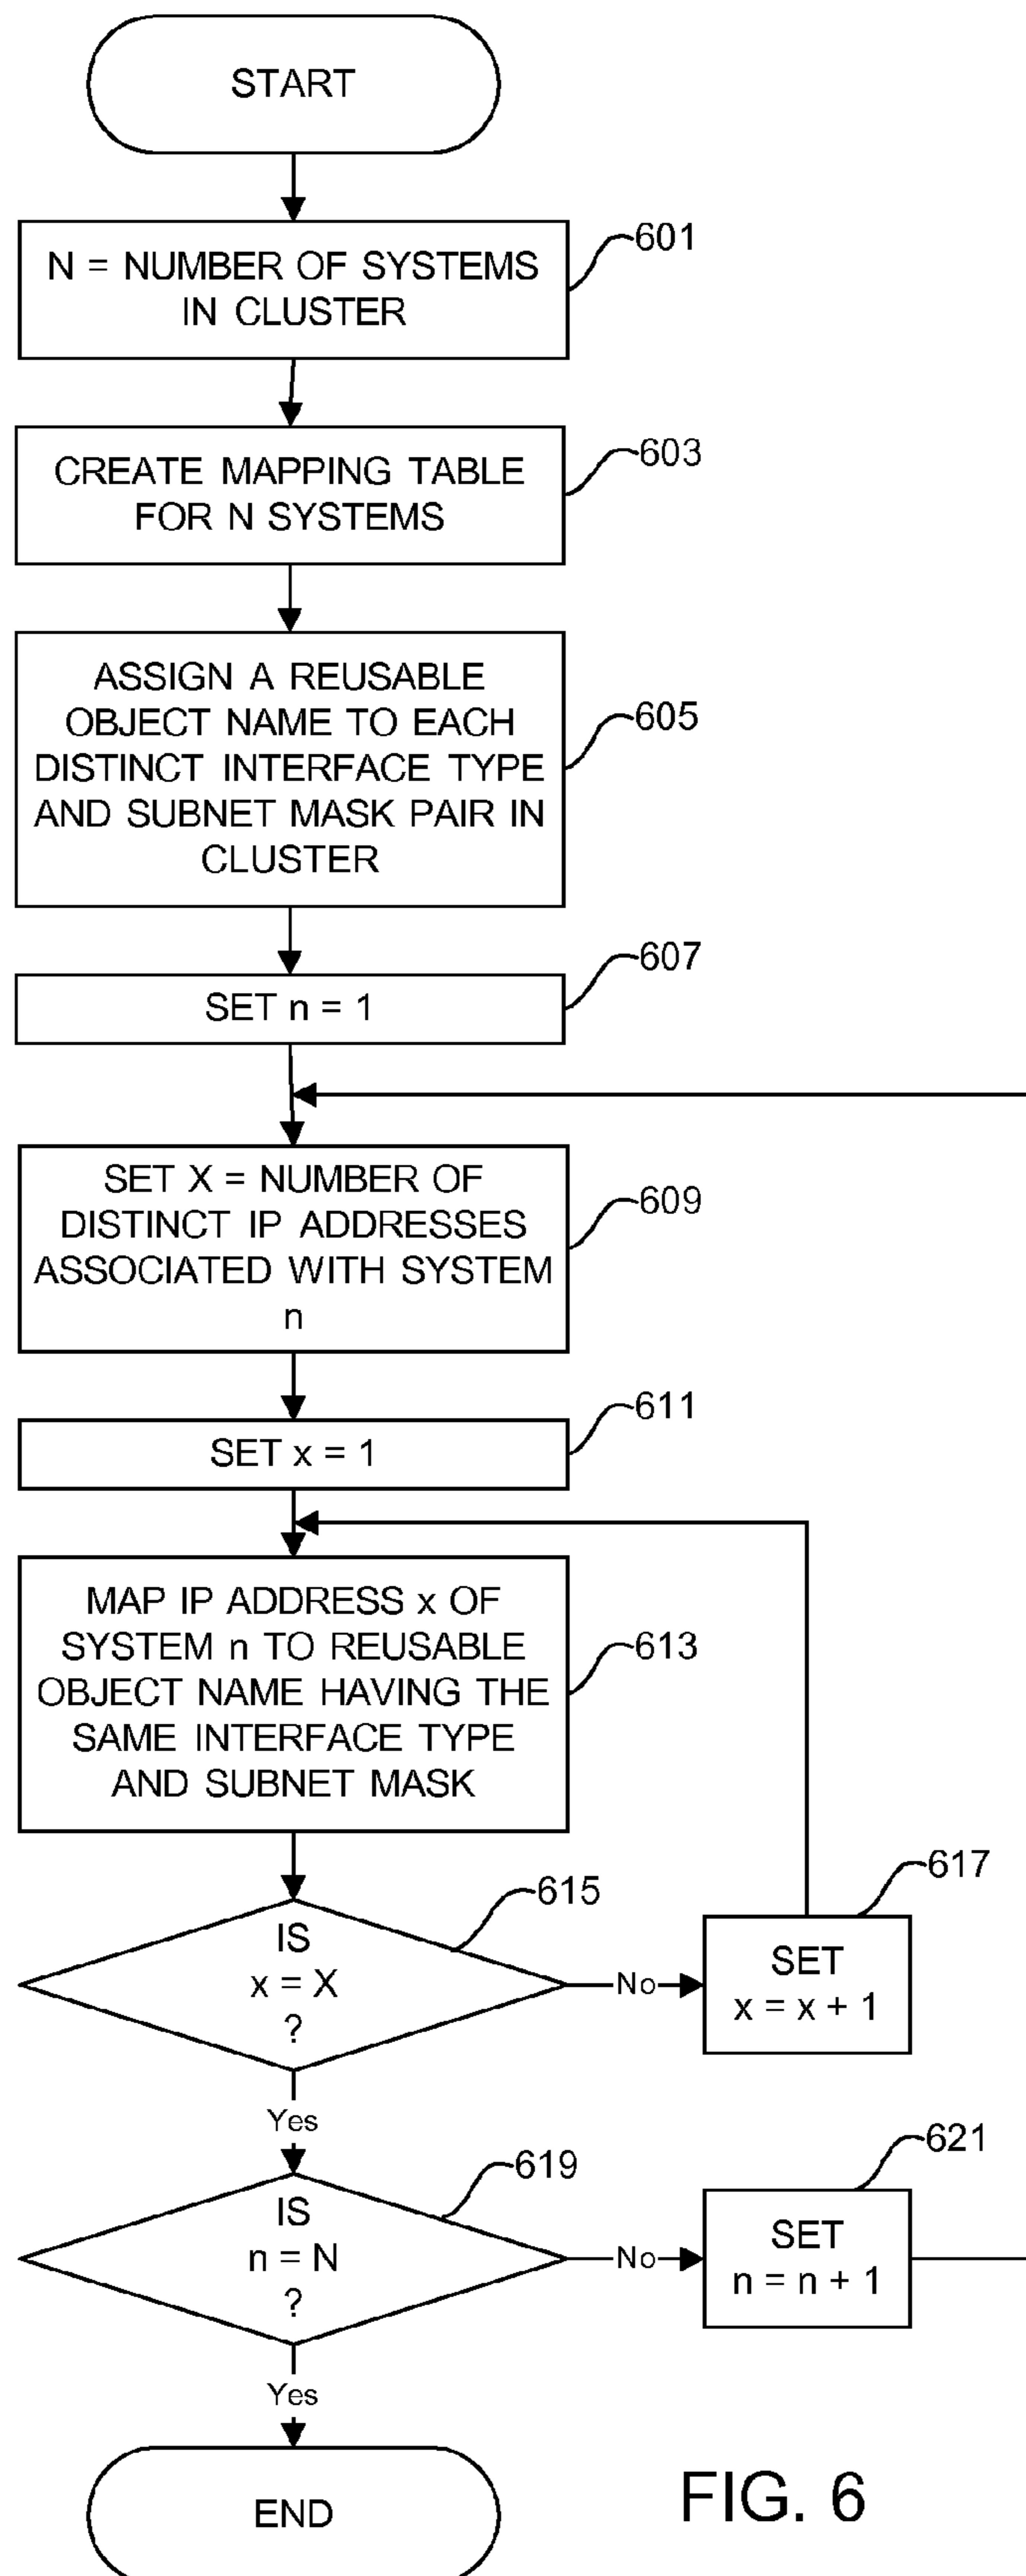 START
N = NUMBER OF SYSTEMS
IN CLUSTER
601
CREATE MAPPING TABLE
FOR N SYSTEMS
603
ASSIGN A REUSABLE
OBJECT NAME TO EACH
DISTINCT INTERFACE TYPE
AND SUBNET MASK PAIR IN
CLUSTER
605
SET n = 1
607
SET X = NUMBER OF
DISTINCT IP ADDRESSES
ASSOCIATED WITH SYSTEM
n
609
SET x = 1
611
MAP IP ADDRESS x OF
SYSTEM n TO REUSABLE
OBJECT NAME HAVING THE
SAME INTERFACE TYPE
AND SUBNET MASK
613
IS
x = X
?
615
No
SET
x = x + 1
617
Yes
IS
n = N
?
619
No
SET
n = n + 1
621
Yes
END
FIG. 6